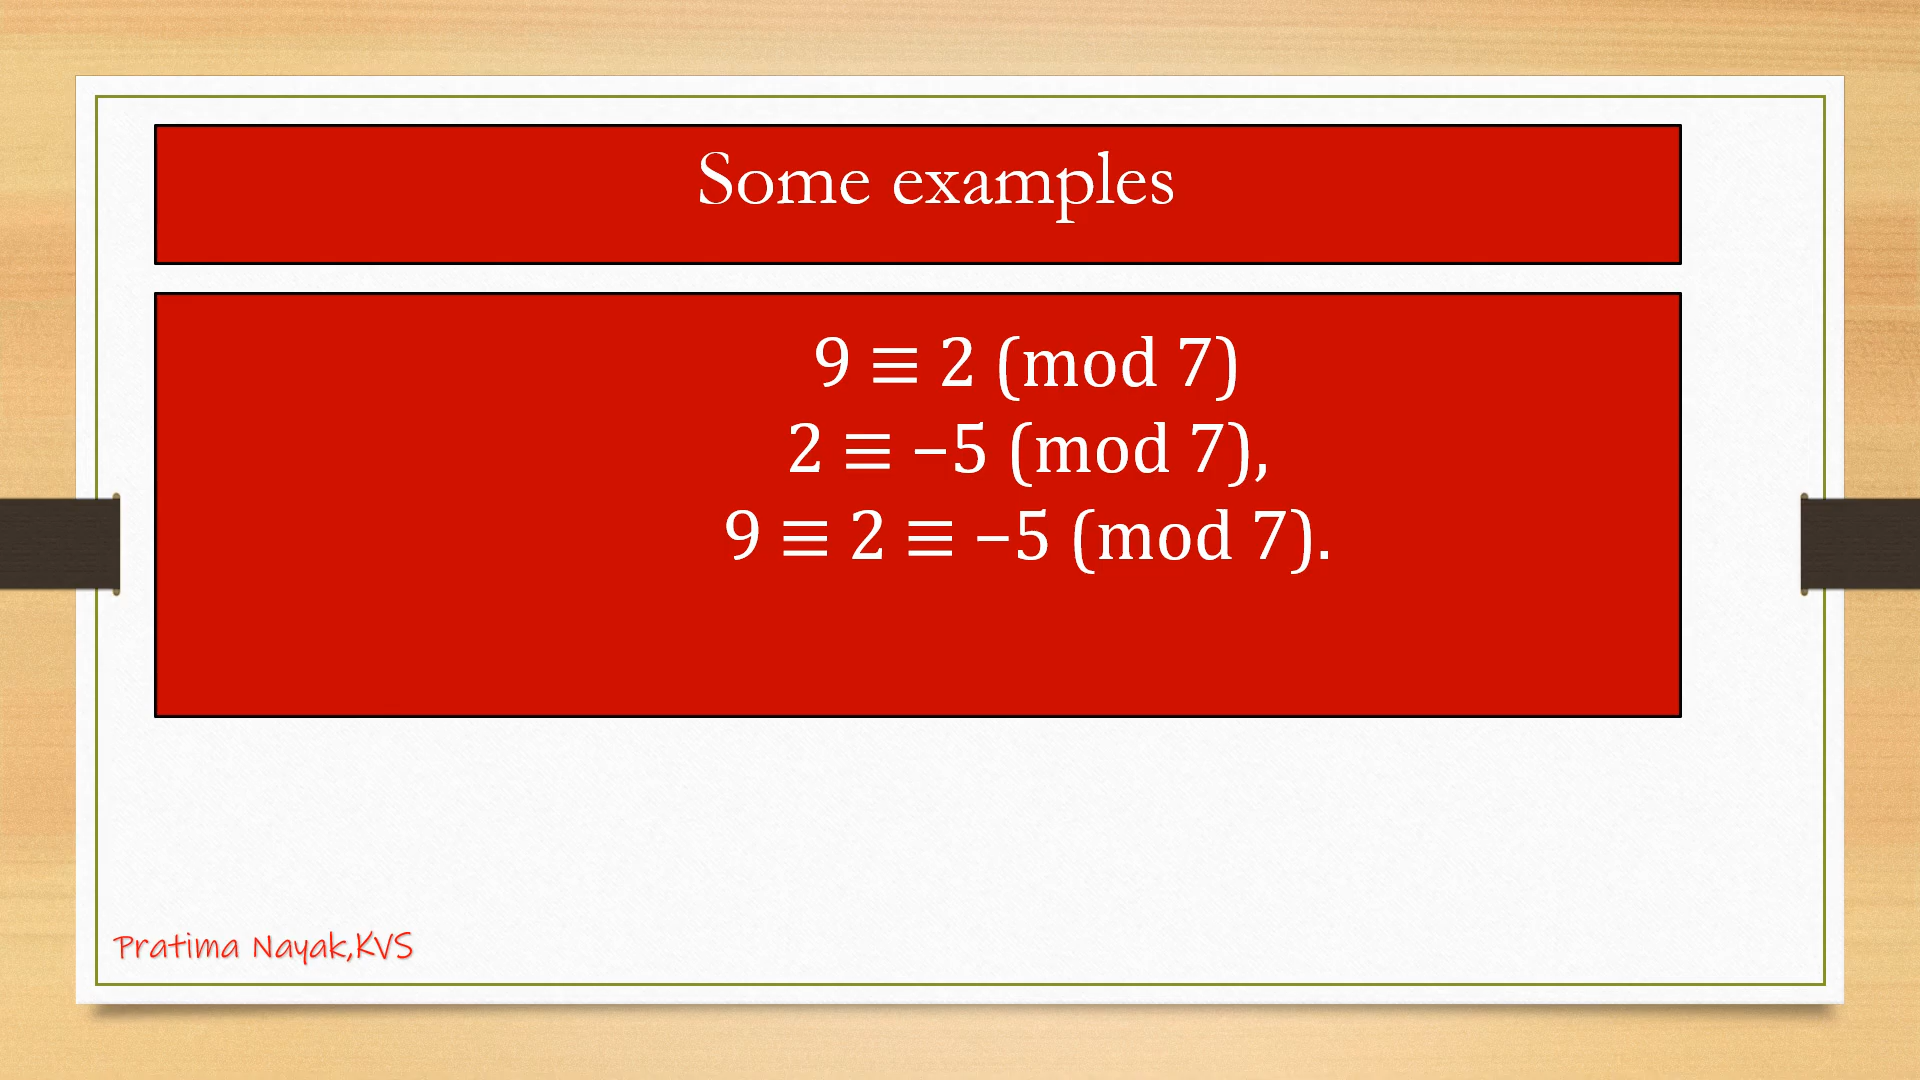 Some examples
9 ≡ 2 (mod 7)
2 ≡ −5 (mod 7),
9 ≡ 2 ≡ −5 (mod 7).
Pratima Nayak,KVS